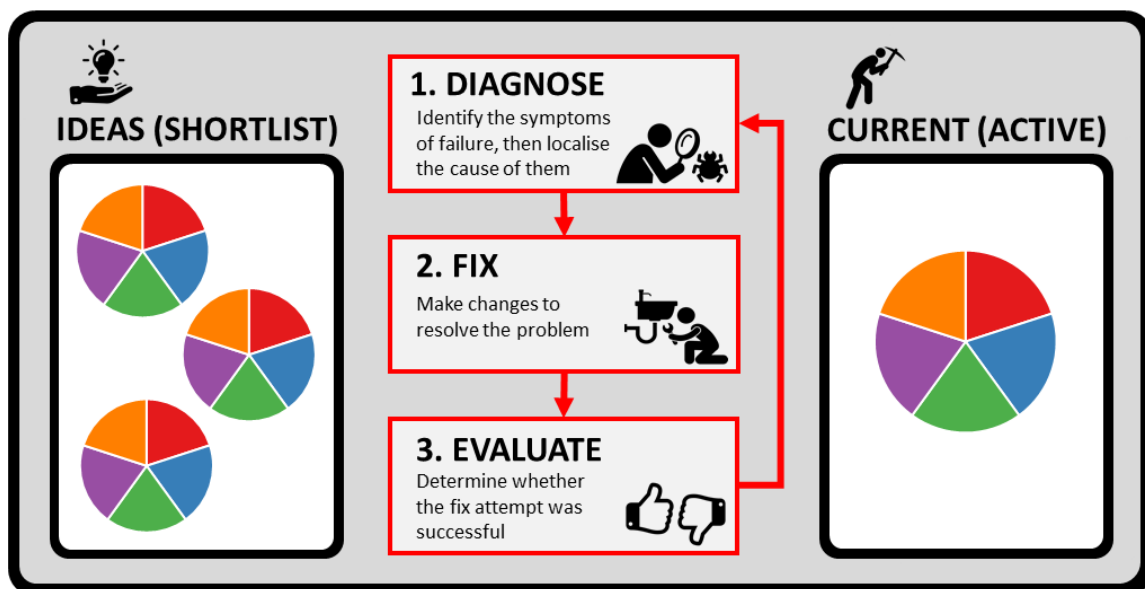 IDEAS (SHORTLIST)
1. DIAGNOSE
Identify the symptoms
of failure, then localise
the cause of them
2. FIX
Make changes to
resolve the problem
3. EVALUATE
Determine whether
the fix attempt was
successful
CURRENT (ACTIVE)